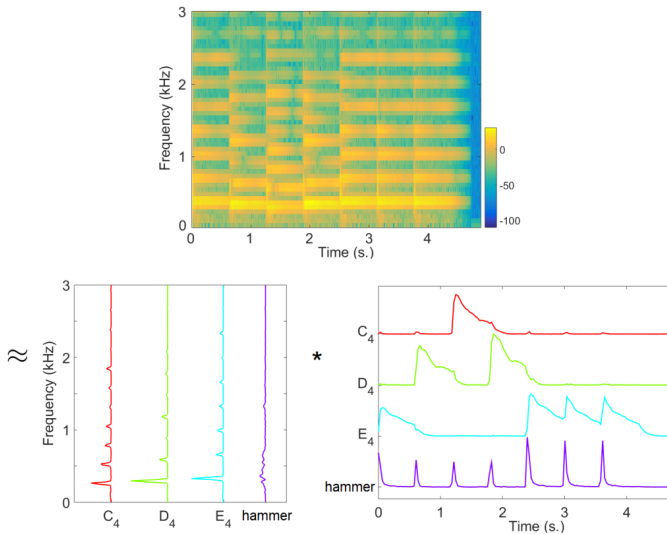 3
2
1
0
Frequency (kHz)
0 1 2 3 4
Time (s.)
0
-50
-100
≈
3
2
1
0
Frequency (kHz)
C4 D4 E4 hammer
*
C4
D4
E4
hammer
0 1 2 3 4
Time (s.)